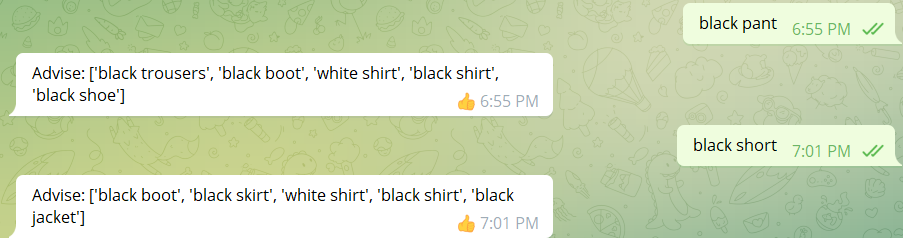 black pant 6:55 PM
Advise: ['black trousers', 'black boot', 'white shirt', 'black shirt',
'black shoe']
6:55 PM
black short 7:01 PM
Advise: ['black boot', 'black skirt', 'white shirt', 'black shirt', 'black
jacket']
7:01 PM